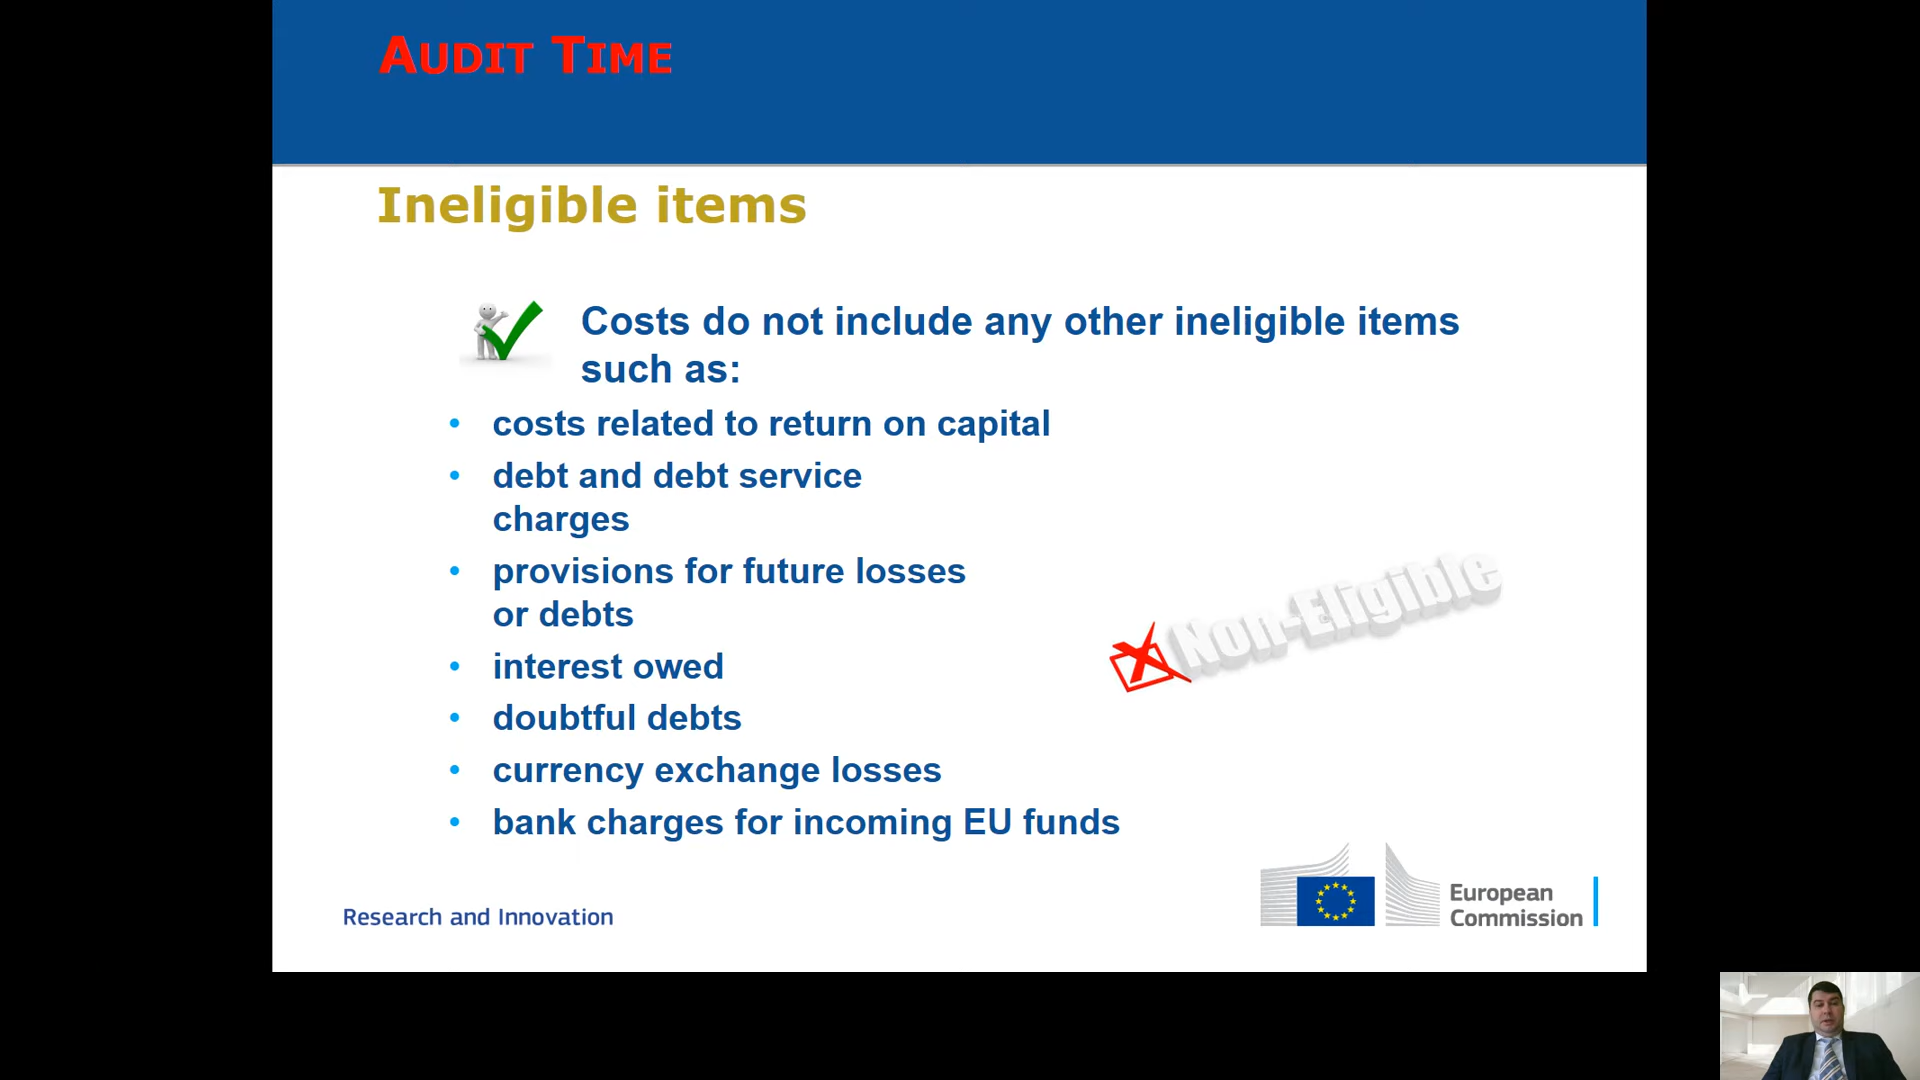 AUDIT TIME
Ineligible items
Costs do not include any other ineligible items
such as:
• costs related to return on capital
• debt and debt service
charges
• provisions for future losses
or debts
• interest owed
• doubtful debts
• currency exchange losses
• bank charges for incoming EU funds
Non-Eligible
Research and Innovation
European
Commission